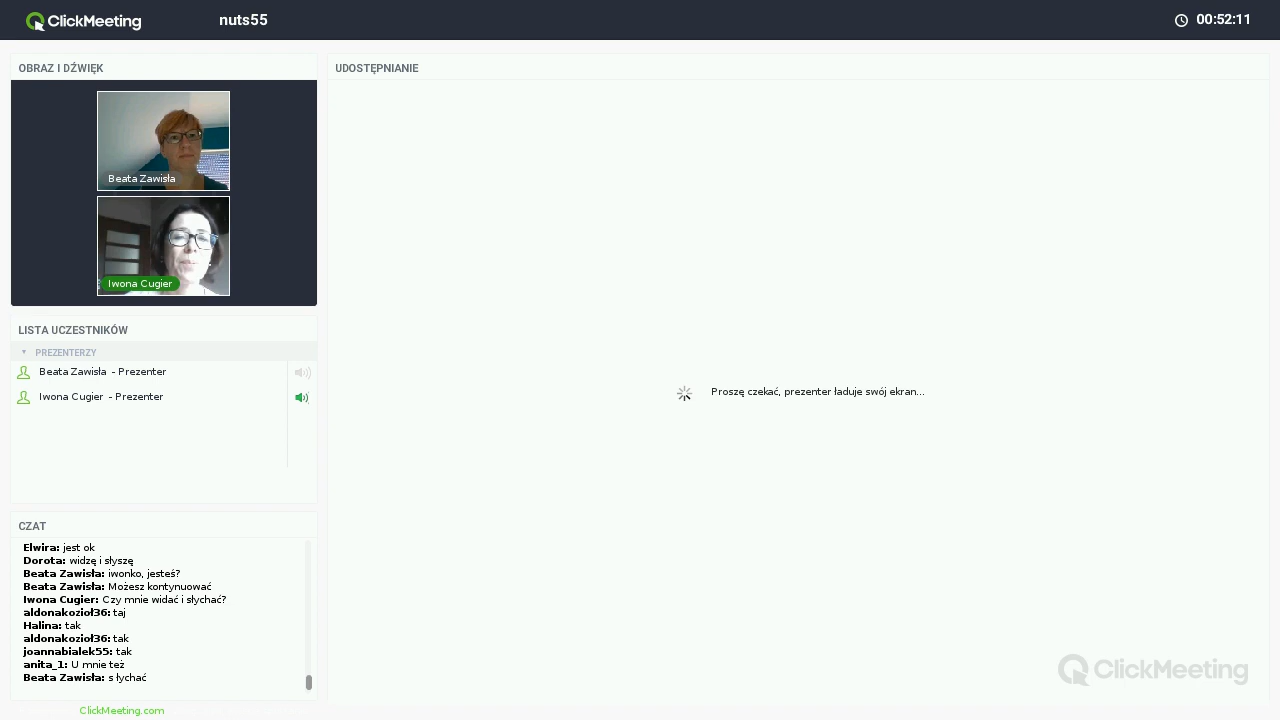 ClickMeeting
nuts55
00:52:11
OBRAZ I DŹWIĘK
Beata Zawisła
Iwona Cugier
LISTA UCZESTNIKÓW
PREZENTERZY
Beata Zawisła - Prezenter
Iwona Cugier - Prezenter
CZAT
Elwira: jest ok
Dorota: widzę i słyszę
Beata Zawisła: iwonko, jesteś?
Beata Zawisła: Możesz kontynuować
Iwona Cugier: Czy mnie widać i słychać?
aldonakozioł36: taj
Halina: tak
aldonakozioł36: tak
joannabialek55: tak
anita_1: U mnie też
Beata Zawisła: s łychać
ClickMeeting.com
UDOSTĘPNIANIE
Proszę czekać, prezenter ładuje swój ekran...
ClickMeeting